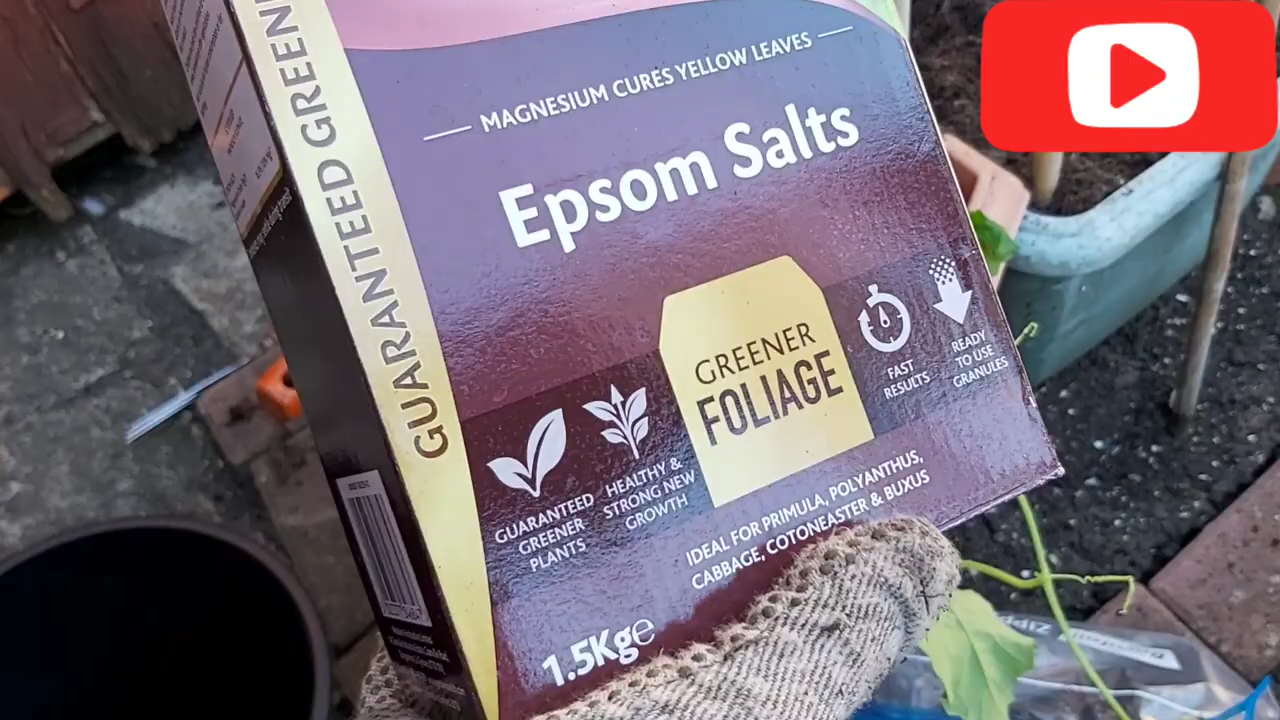 GUARANTEED GREEN
MAGNESIUM CURES YELLOW LEAVES
Epsom Salts
GREENER
FOLIAGE
FAST
RESULTS
READY
TO USE
GRANULES
GUARANTEED
GREENER
PLANTS
HEALTHY &
STRONG NEW
GROWTH
IDEAL FOR PRIMULA, POLYANTHUS,
CABBAGE, COTONEASTER & BUXUS
1.5Kg℮